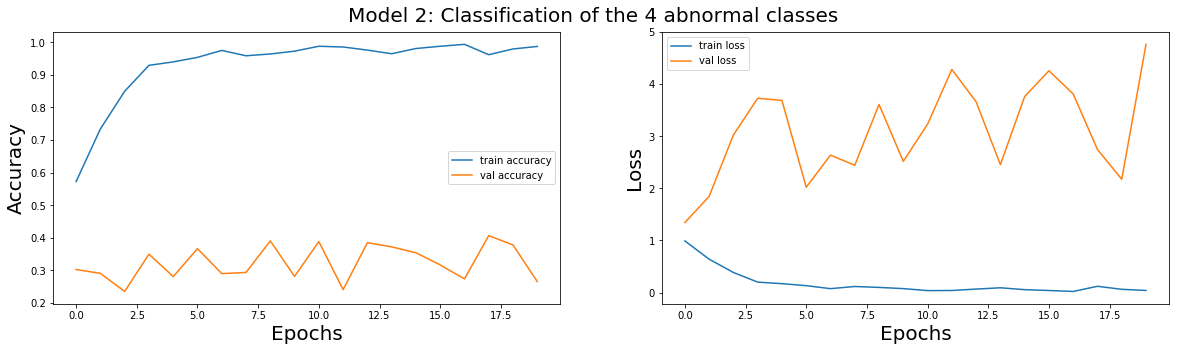 Model 2: Classification of the 4 abnormal classes
Accuracy
1.0
0.9
0.8
0.7
0.6
0.5
0.4
0.3
0.2
train accuracy
val accuracy
0.0 2.5 5.0 7.5 10.0 12.5 15.0 17.5
Epochs
Loss
5
4
3
2
1
0
train loss
val loss
0.0 2.5 5.0 7.5 10.0 12.5 15.0 17.5
Epochs